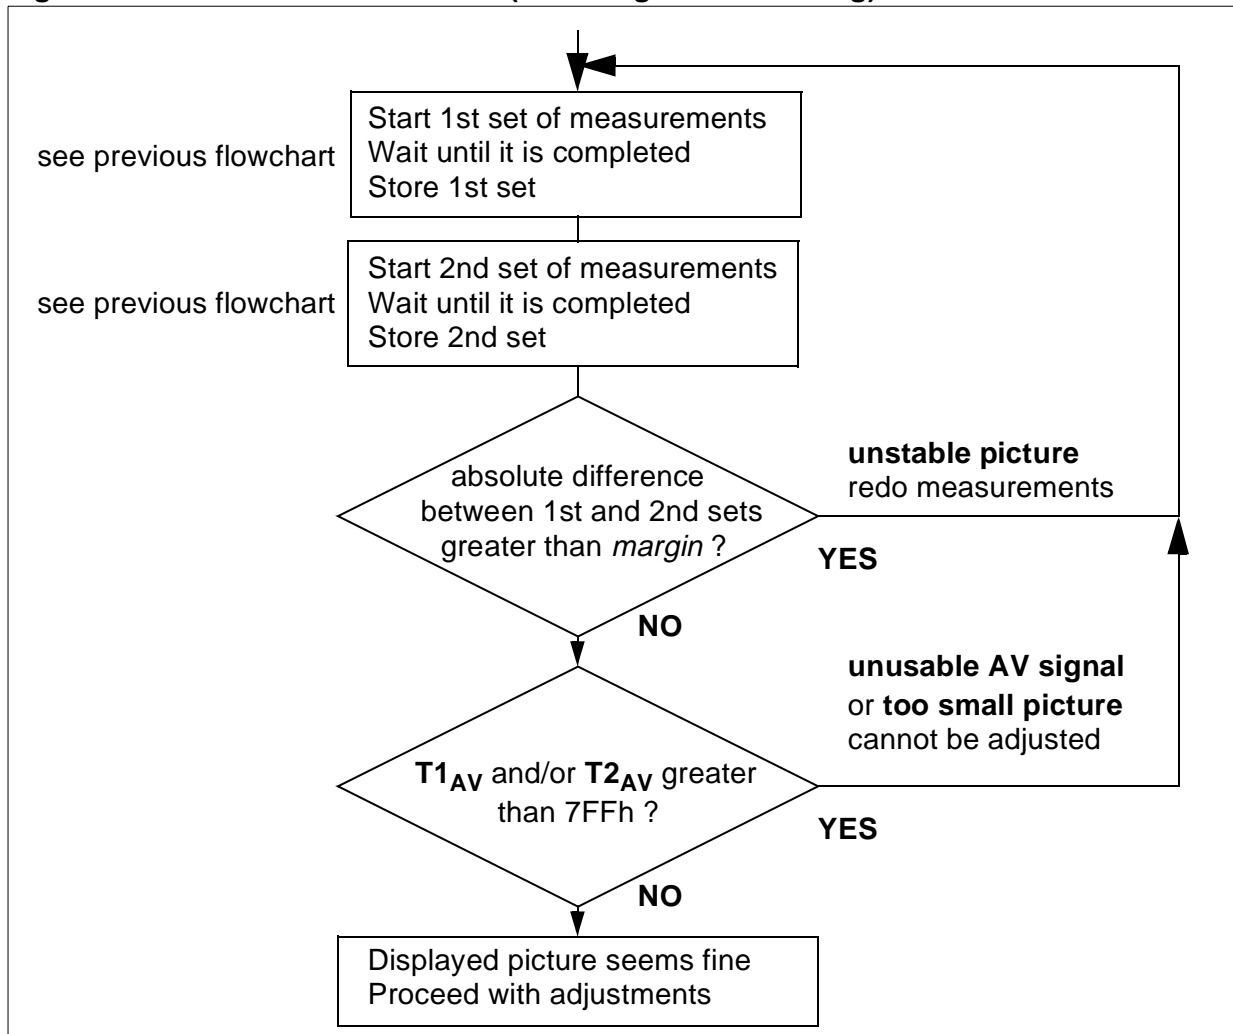 Start 1st set of measurements
Wait until it is completed
Store 1st set
see previous flowchart
Start 2nd set of measurements
Wait until it is completed
Store 2nd set
see previous flowchart
absolute difference
between 1st and 2nd sets
greater than margin ?
unstable picture
redo measurements
YES
NO
unusable AV signal
or too small picture
cannot be adjusted
T1AV and/or T2AV greater
than 7FFh ?
YES
NO
Displayed picture seems fine
Proceed with adjustments